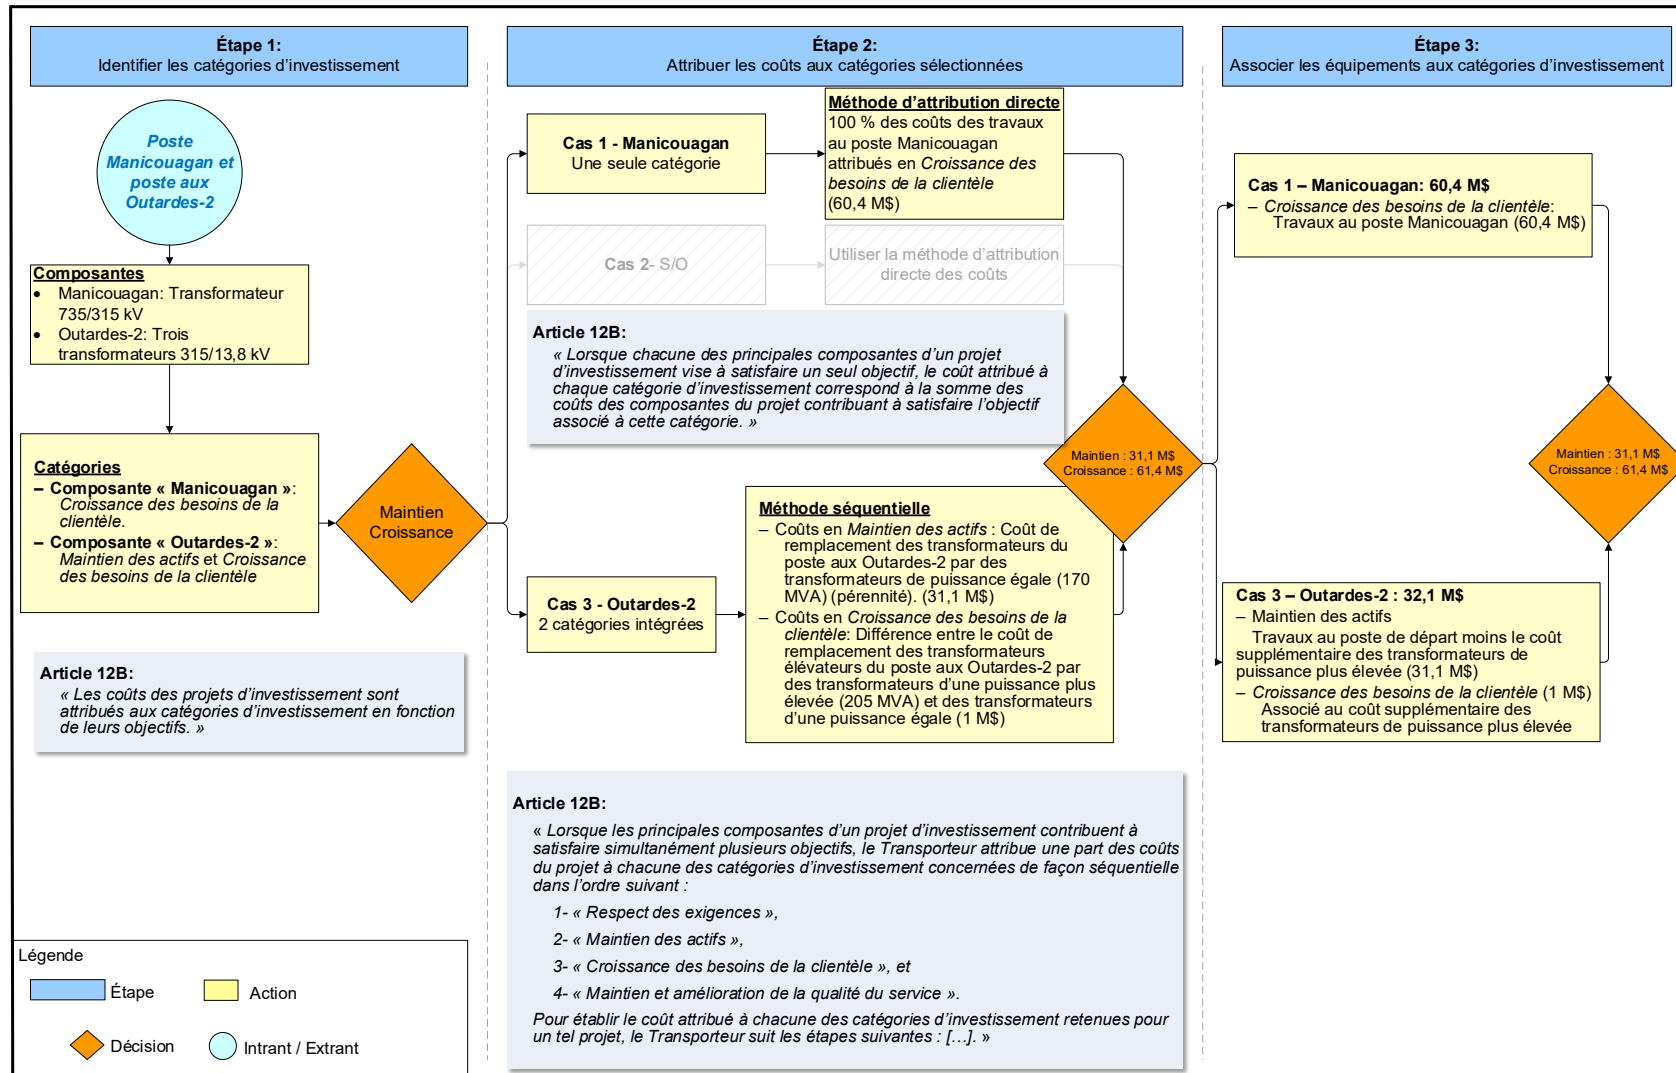 Étape 1:
Identifier les catégories d'investissement
Poste
Manicouagan et
poste aux
Outardes-2
Composantes
• Manicouagan: Transformateur
735/315 kV
• Outardes-2: Trois
transformateurs 315/13,8 kV
Catégories
– Composante « Manicouagan »:
Croissance des besoins de la
clientèle.
– Composante « Outardes-2 »:
Maintien des actifs et Croissance
des besoins de la clientèle
Maintien
Croissance
Article 12B:
« Les coûts des projets d'investissement sont
attribués aux catégories d'investissement en fonction
de leurs objectifs. »
Légende
Étape
Action
Décision
Intrant / Extrant
Étape 2:
Attribuer les coûts aux catégories sélectionnées
Cas 1 - Manicouagan
Une seule catégorie
Méthode d'attribution directe
100 % des coûts des travaux
au poste Manicouagan
attribués en Croissance des
besoins de la clientèle
(60,4 M$)
Cas 2- S/O
Utiliser la méthode d'attribution
directe des coûts
Article 12B:
« Lorsque chacune des principales composantes d'un projet
d'investissement vise à satisfaire un seul objectif, le coût attribué à
chaque catégorie d'investissement correspond à la somme des
coûts des composantes du projet contribuant à satisfaire l'objectif
associé à cette catégorie. »
Maintien : 31,1 M$
Croissance : 61,4 M$
Cas 3 - Outardes-2
2 catégories intégrées
Méthode séquentielle
– Coûts en Maintien des actifs : Coût de
remplacement des transformateurs du
poste aux Outardes-2 par des
transformateurs de puissance égale (170
MVA) (pérennité). (31,1 M$)
– Coûts en Croissance des besoins de la
clientèle: Différence entre le coût de
remplacement des transformateurs
élévateurs du poste aux Outardes-2 par
des transformateurs d'une puissance plus
élevée (205 MVA) et des transformateurs
d'une puissance égale (1 M$)
Article 12B:
« Lorsque les principales composantes d'un projet d'investissement contribuent à
satisfaire simultanément plusieurs objectifs, le Transporteur attribue une part des coûts
du projet à chacune des catégories d'investissement concernées de façon séquentielle
dans l'ordre suivant :
1- « Respect des exigences »,
2- « Maintien des actifs »,
3- « Croissance des besoins de la clientèle », et
4- « Maintien et amélioration de la qualité du service ».
Pour établir le coût attribué à chacune des catégories d'investissement retenues pour
un tel projet, le Transporteur suit les étapes suivantes : […]. »
Étape 3:
Associer les équipements aux catégories d'investissement
Cas 1 – Manicouagan: 60,4 M$
– Croissance des besoins de la clientèle:
Travaux au poste Manicouagan (60,4 M$)
Maintien : 31,1 M$
Croissance : 61,4 M$
Cas 3 – Outardes-2 : 32,1 M$
– Maintien des actifs
Travaux au poste de départ moins le coût
supplémentaire des transformateurs de
puissance plus élevée (31,1 M$)
– Croissance des besoins de la clientèle (1 M$)
Associé au coût supplémentaire des
transformateurs de puissance plus élevée